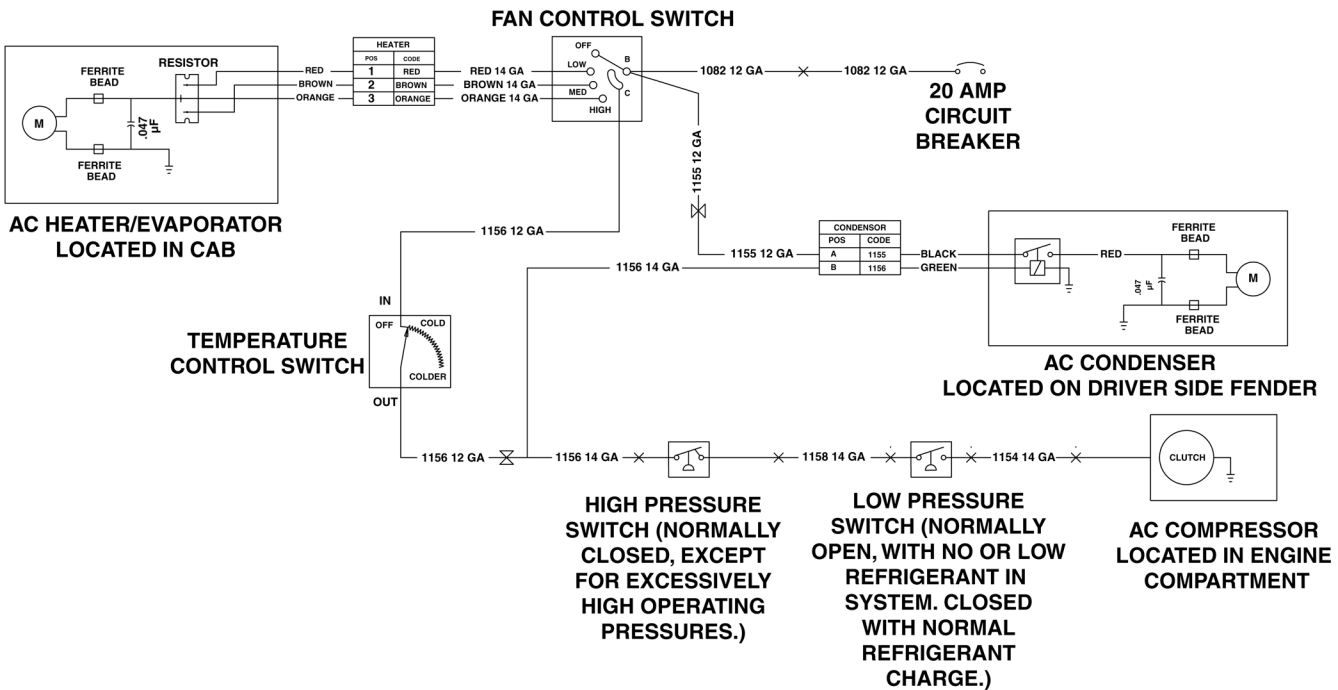 FAN CONTROL SWITCH
OFF
LOW
MED
HIGH
B
C
HEATER
POS CODE
1 RED
2 BROWN
3 ORANGE
RED
BROWN
ORANGE
RED 14 GA
BROWN 14 GA
ORANGE 14 GA
1082 12 GA
1082 12 GA
20 AMP
CIRCUIT
BREAKER
RESISTOR
FERRITE
BEAD
M
.047
µF
FERRITE
BEAD
AC HEATER/EVAPORATOR
LOCATED IN CAB
1155 12 GA
1156 12 GA
1155 12 GA
1156 14 GA
CONDENSOR
POS CODE
A 1155
B 1156
BLACK
GREEN
RED
FERRITE
BEAD
.047
µF
M
FERRITE
BEAD
AC CONDENSER
LOCATED ON DRIVER SIDE FENDER
IN
OFF
COLD
COLDER
OUT
TEMPERATURE
CONTROL SWITCH
1156 12 GA
1156 14 GA
1158 14 GA
1154 14 GA
CLUTCH
HIGH PRESSURE
SWITCH (NORMALLY
CLOSED, EXCEPT
FOR EXCESSIVELY
HIGH OPERATING
PRESSURES.)
LOW PRESSURE
SWITCH (NORMALLY
OPEN, WITH NO OR LOW
REFRIGERANT IN
SYSTEM. CLOSED
WITH NORMAL
REFRIGERANT
CHARGE.)
AC COMPRESSOR
LOCATED IN ENGINE
COMPARTMENT